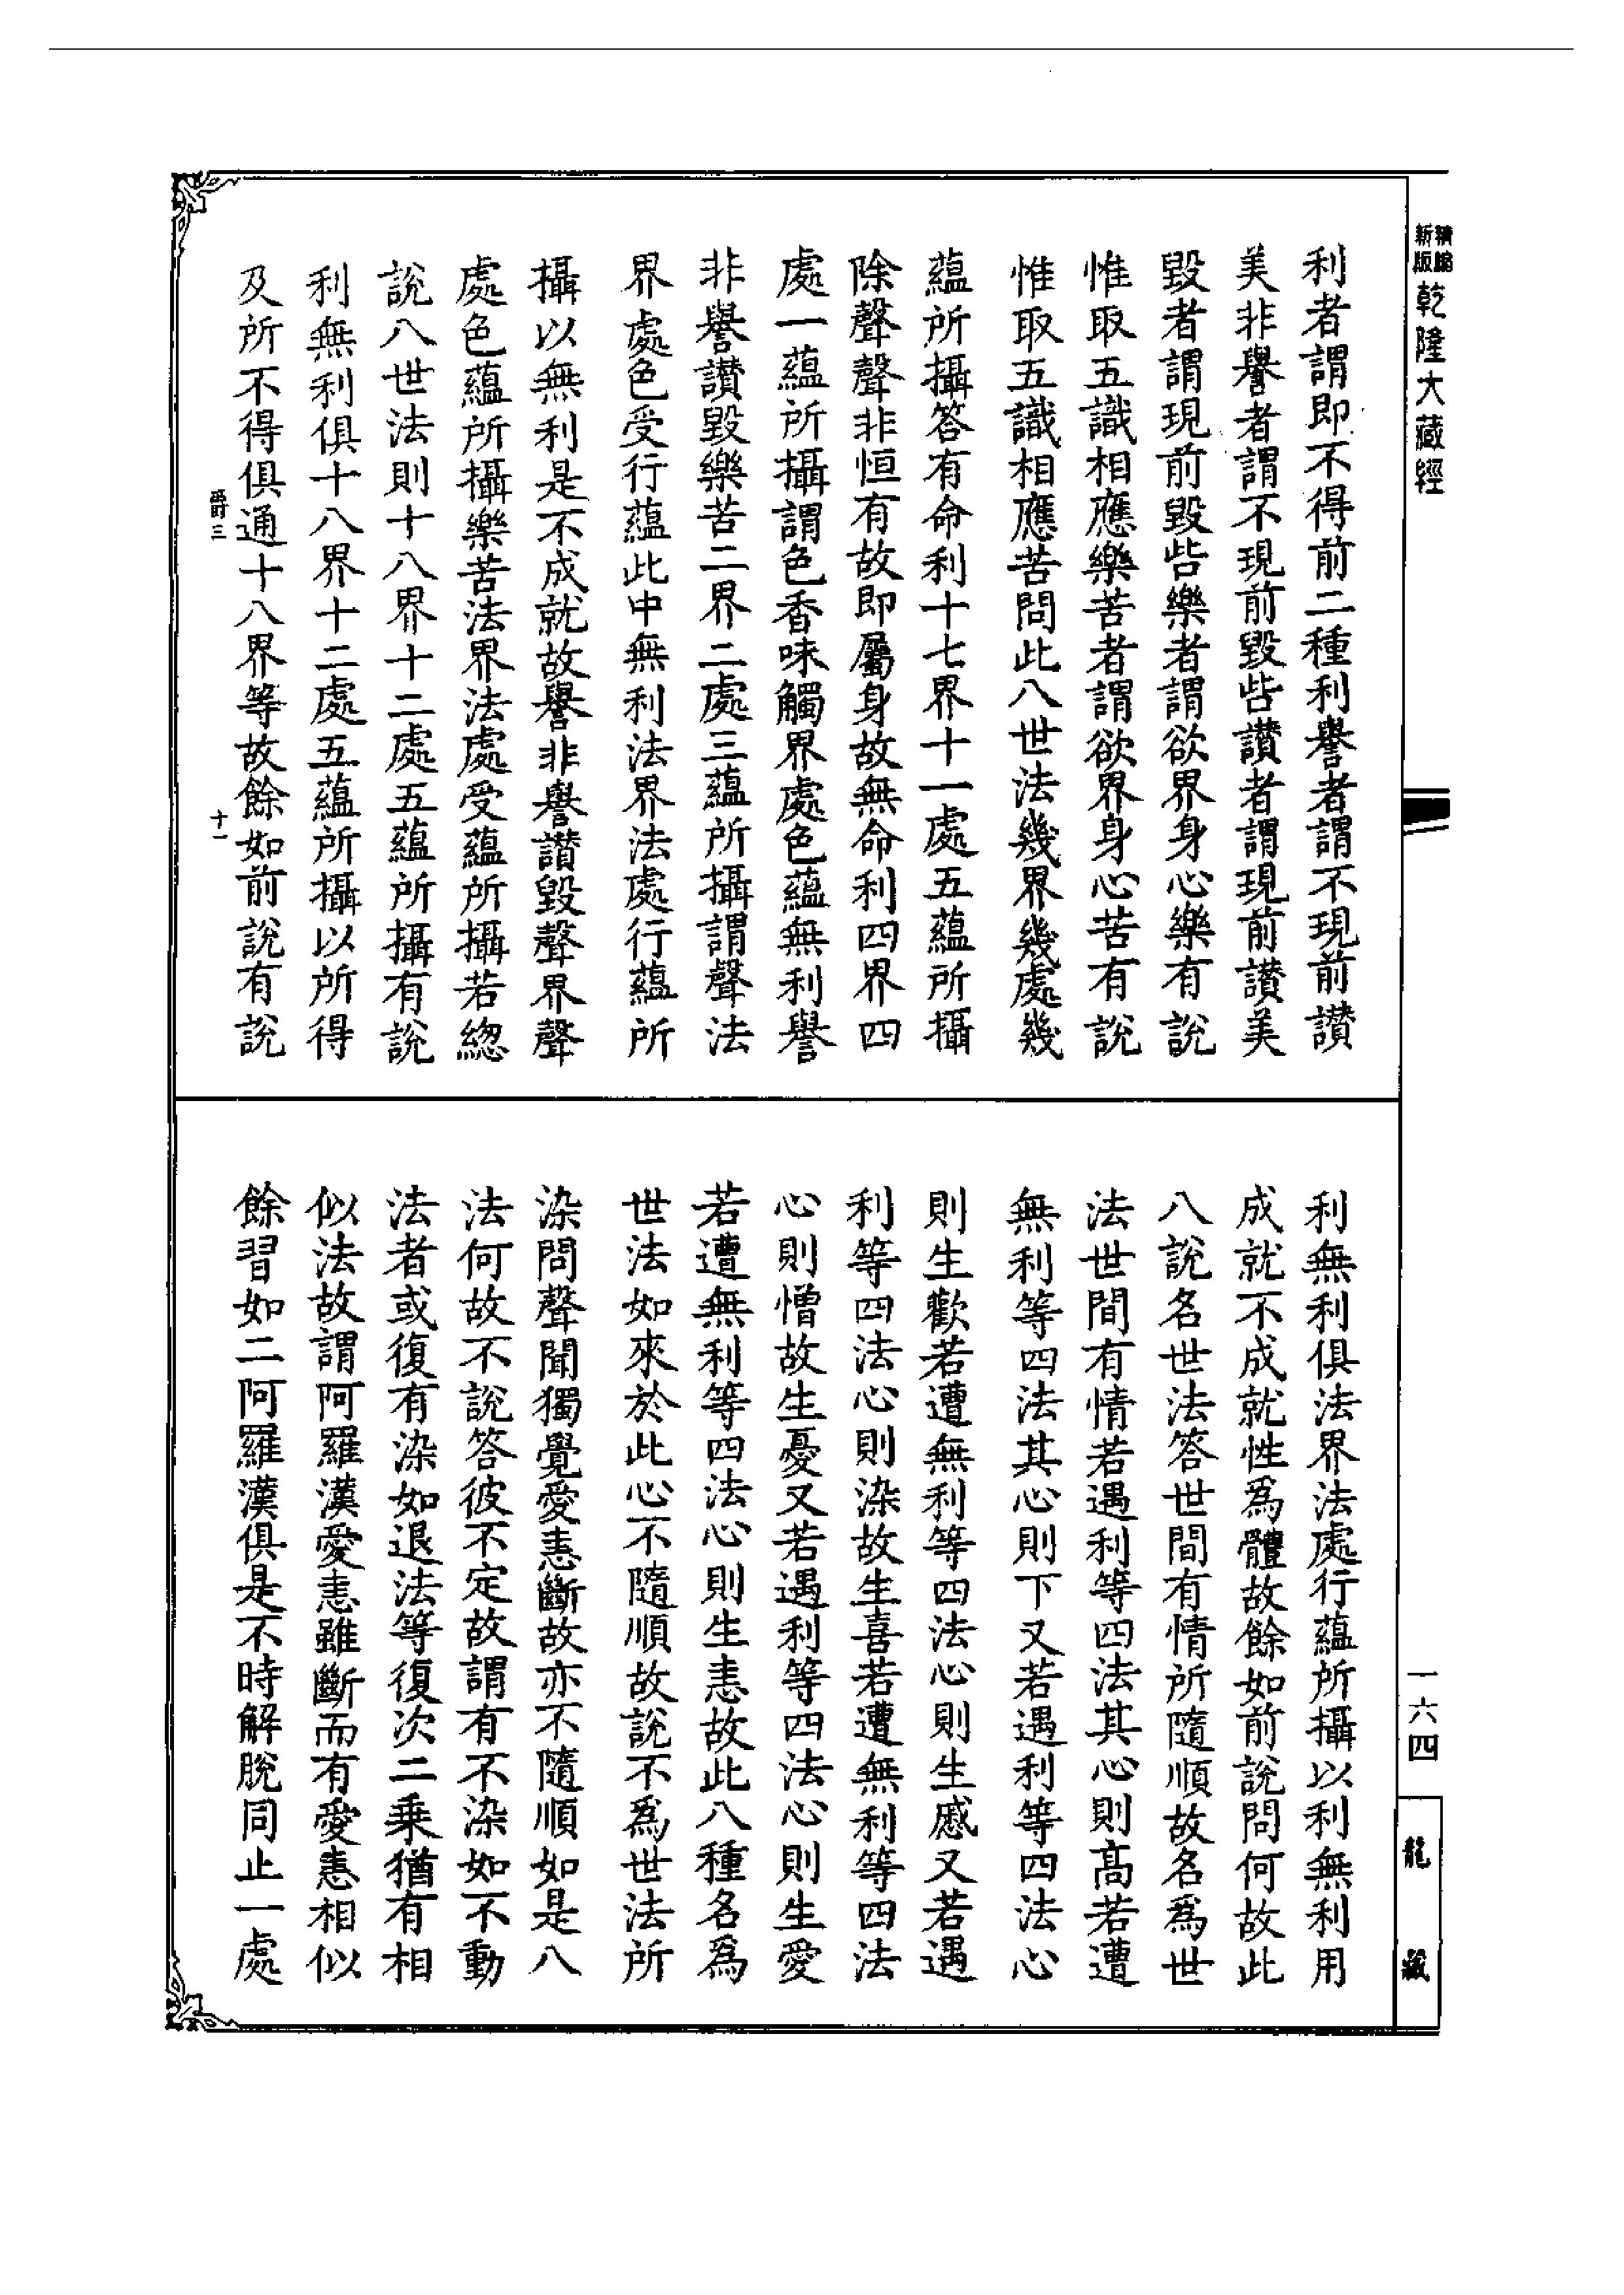 新版精縮乾隆大藏經
利者謂即不得前二種利譽者謂不現前讃
美非譽者謂不現前毀呰讃者謂現前讃美
毀者謂現前毀呰樂者謂欲界身心樂有說
惟取五識相應樂苦者謂欲界身心苦有說
惟取五識相應苦問此八世法幾界幾處幾
蘊所攝答有命利十七界十一處五蘊所攝
除聲聲非恒有故即屬身故無命利四界四
處一蘊所攝謂色香味觸界處色蘊無利譽
非譽讃毀樂苦二界二處三蘊所攝謂聲法
界處色受行蘊此中無利法界法處行蘊所
攝以無利是不成就故譽非譽讃毀聲界聲
處色蘊所攝樂苦法界法處受蘊所攝若緫
說八世法則十八界十二處五蘊所攝有說
利無利俱十八界十二處五蘊所攝以所得
及所不得俱通十八界等故餘如前說有說
爵三
十一
利無利俱法界法處行蘊所攝以利無利用
成就不成就性為體故餘如前說問何故此
八說名世法答世間有情所隨順故名為世
法世間有情若遇利等四法其心則高若遭
無利等四法其心則下又若遇利等四法心
則生歡若遭無利等四法心則生慼又若遇
利等四法心則染故生喜若遭無利等四法
心則憎故生憂又若遇利等四法心則生愛
若遭無利等四法心則生恚故此八種名為
世法如來於此心不隨順故說不為世法所
染問聲聞獨覺愛恚斷故亦不隨順如是八
法何故不說答彼不定故謂有不染如不動
法者或復有染如退法等復次二乗猶有相
似法故謂阿羅漢愛恚雖斷而有愛恚相似
餘習如二阿羅漢俱是不時解脫同止一處
一六四
龍藏